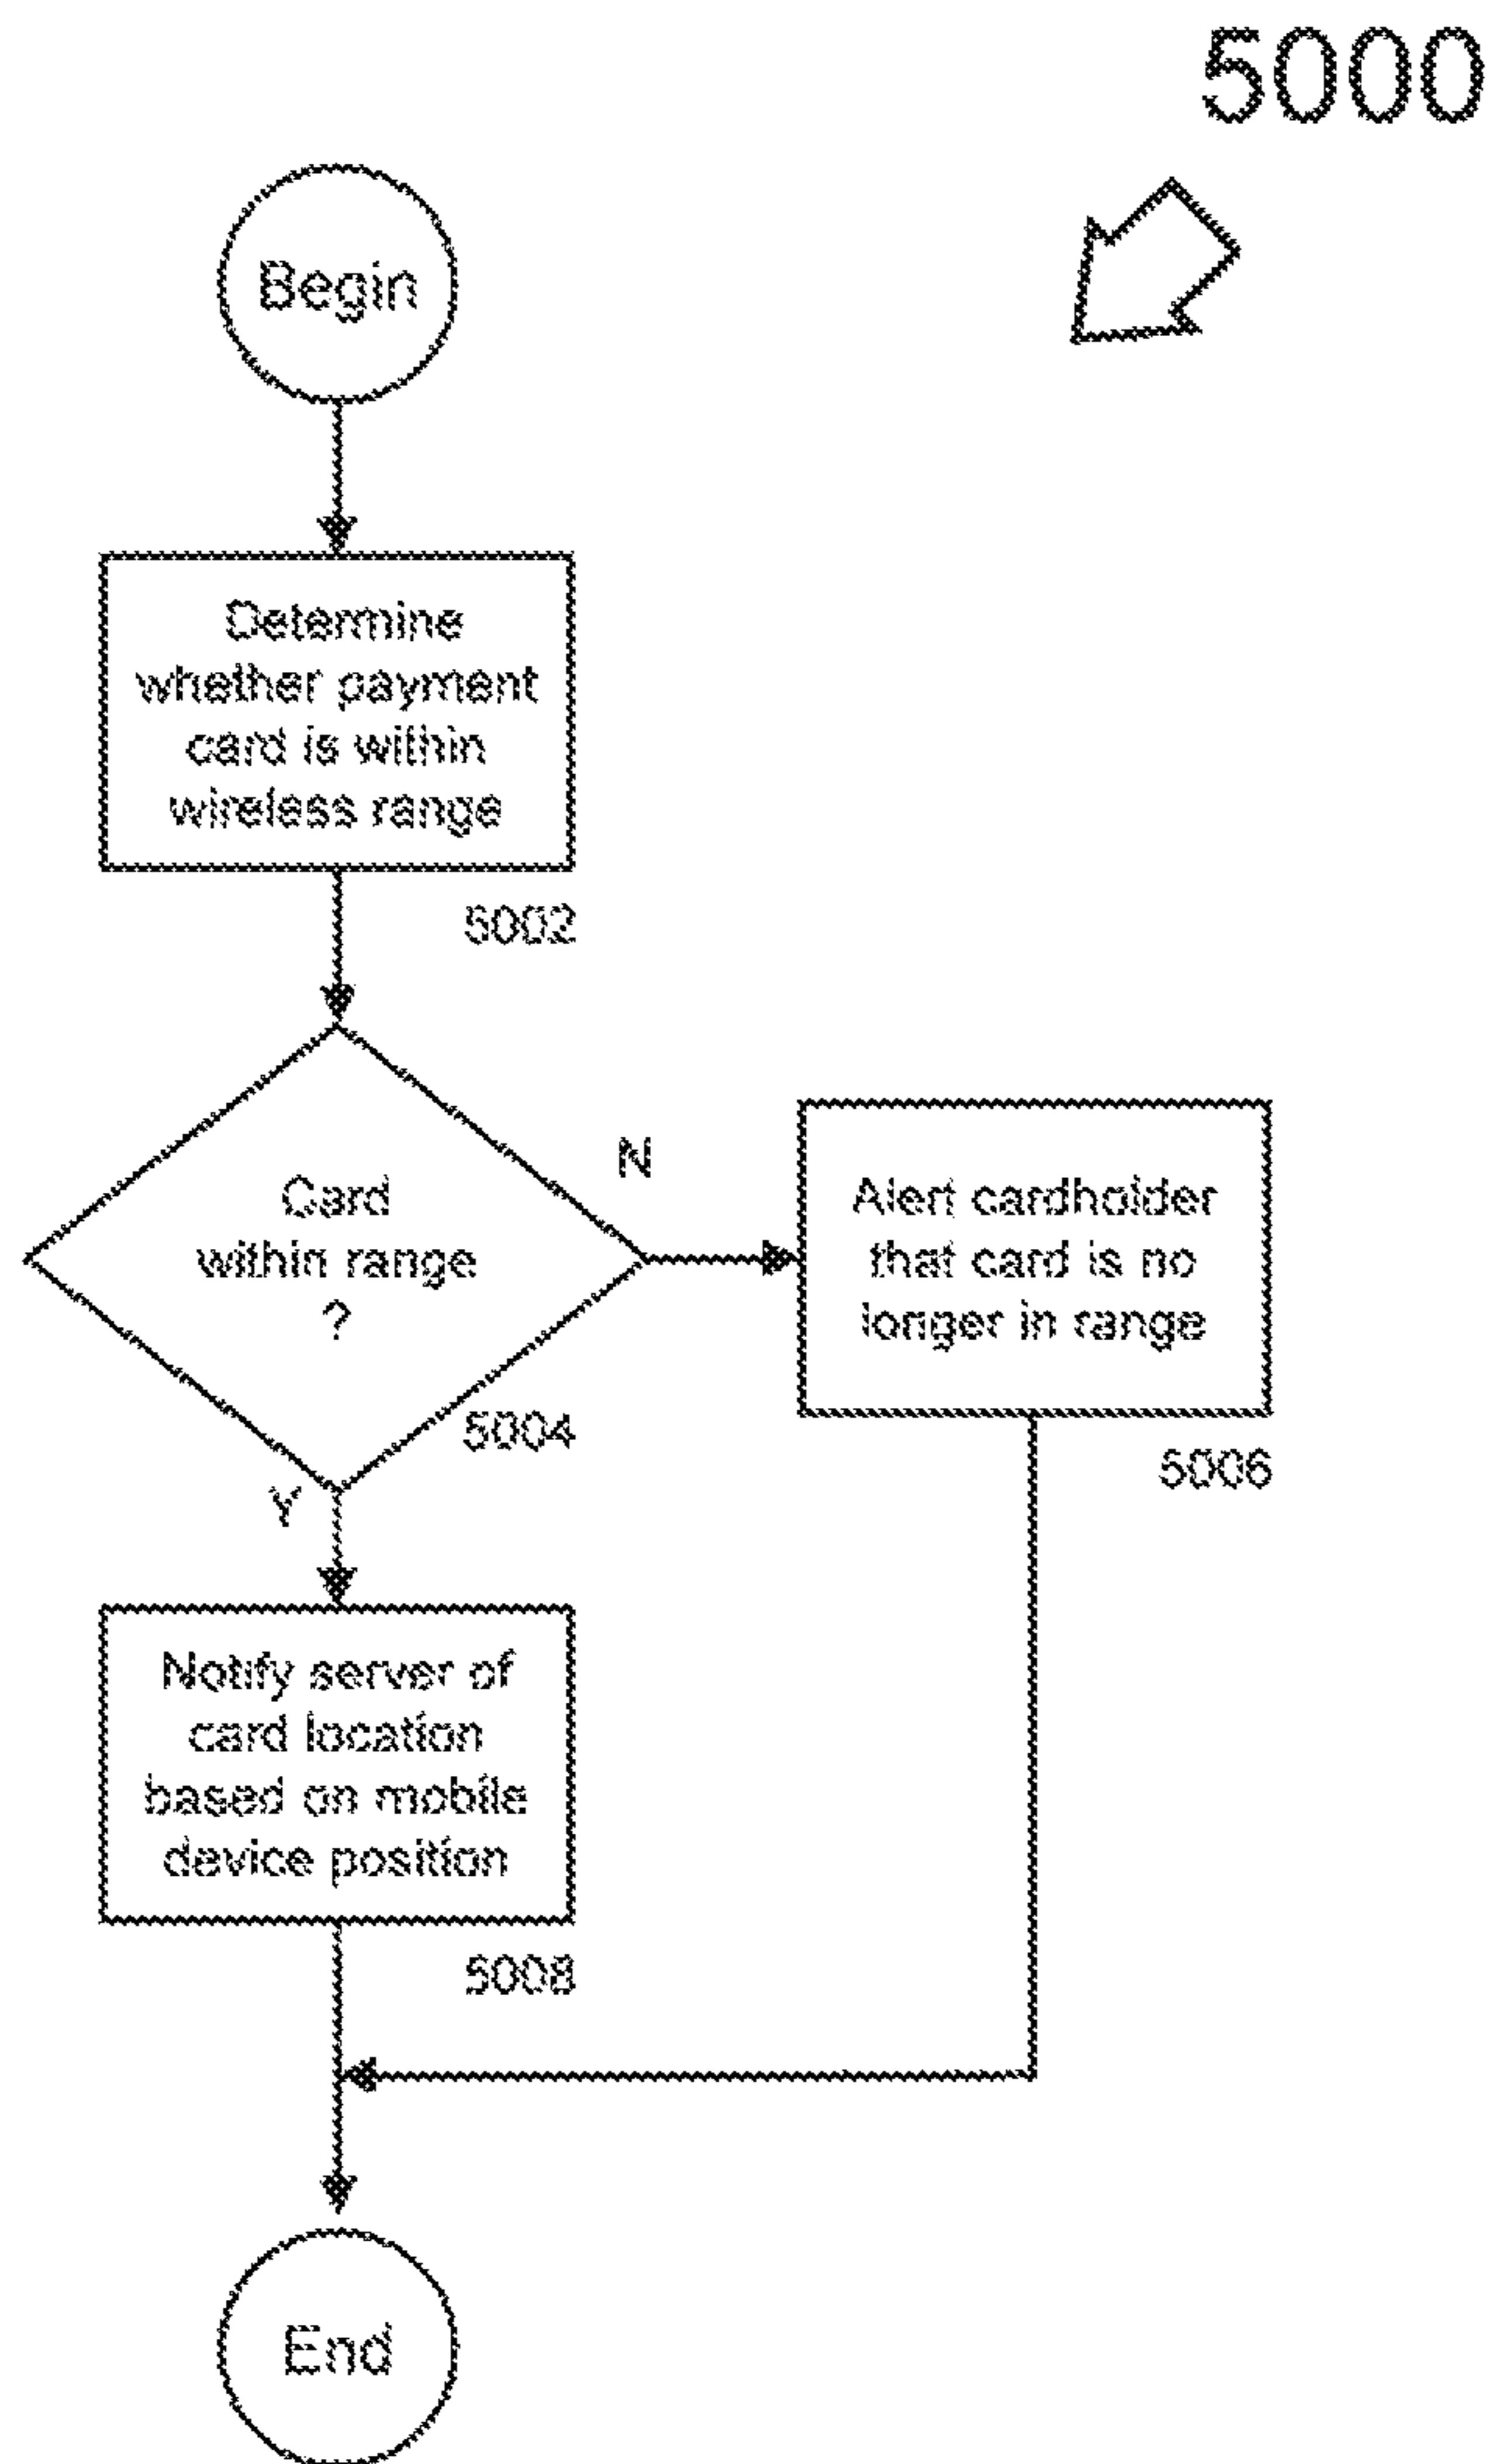 5000
Begin
Determine
whether payment
card is within
wireless range
5002
Card
within range
?
N
5004
Y
Alert cardholder
that card is no
longer in range
5006
Notify server of
card location
based on mobile
device position
5008
End